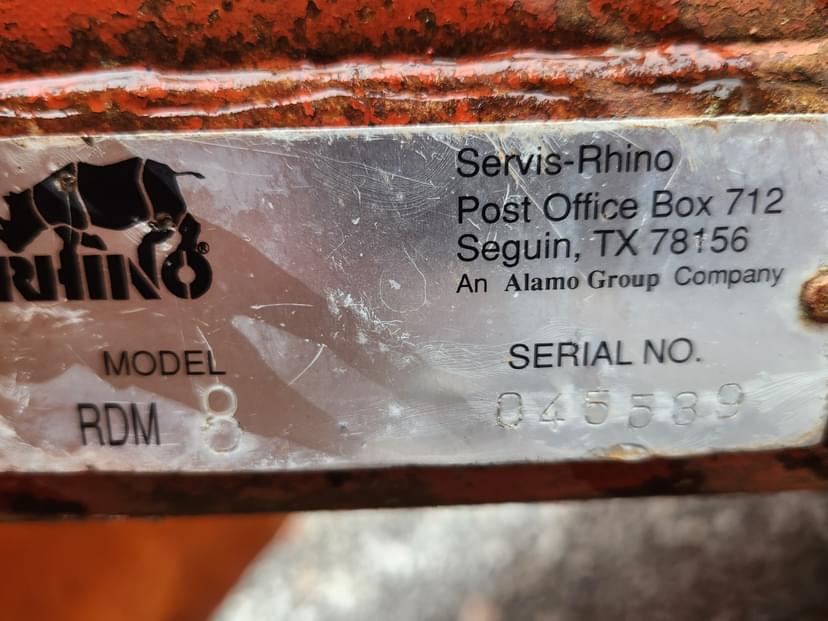 RHINO®
Servis-Rhino
Post Office Box 712
Seguin, TX 78156
An Alamo Group Company
MODEL
RDM 8
SERIAL NO.
045539